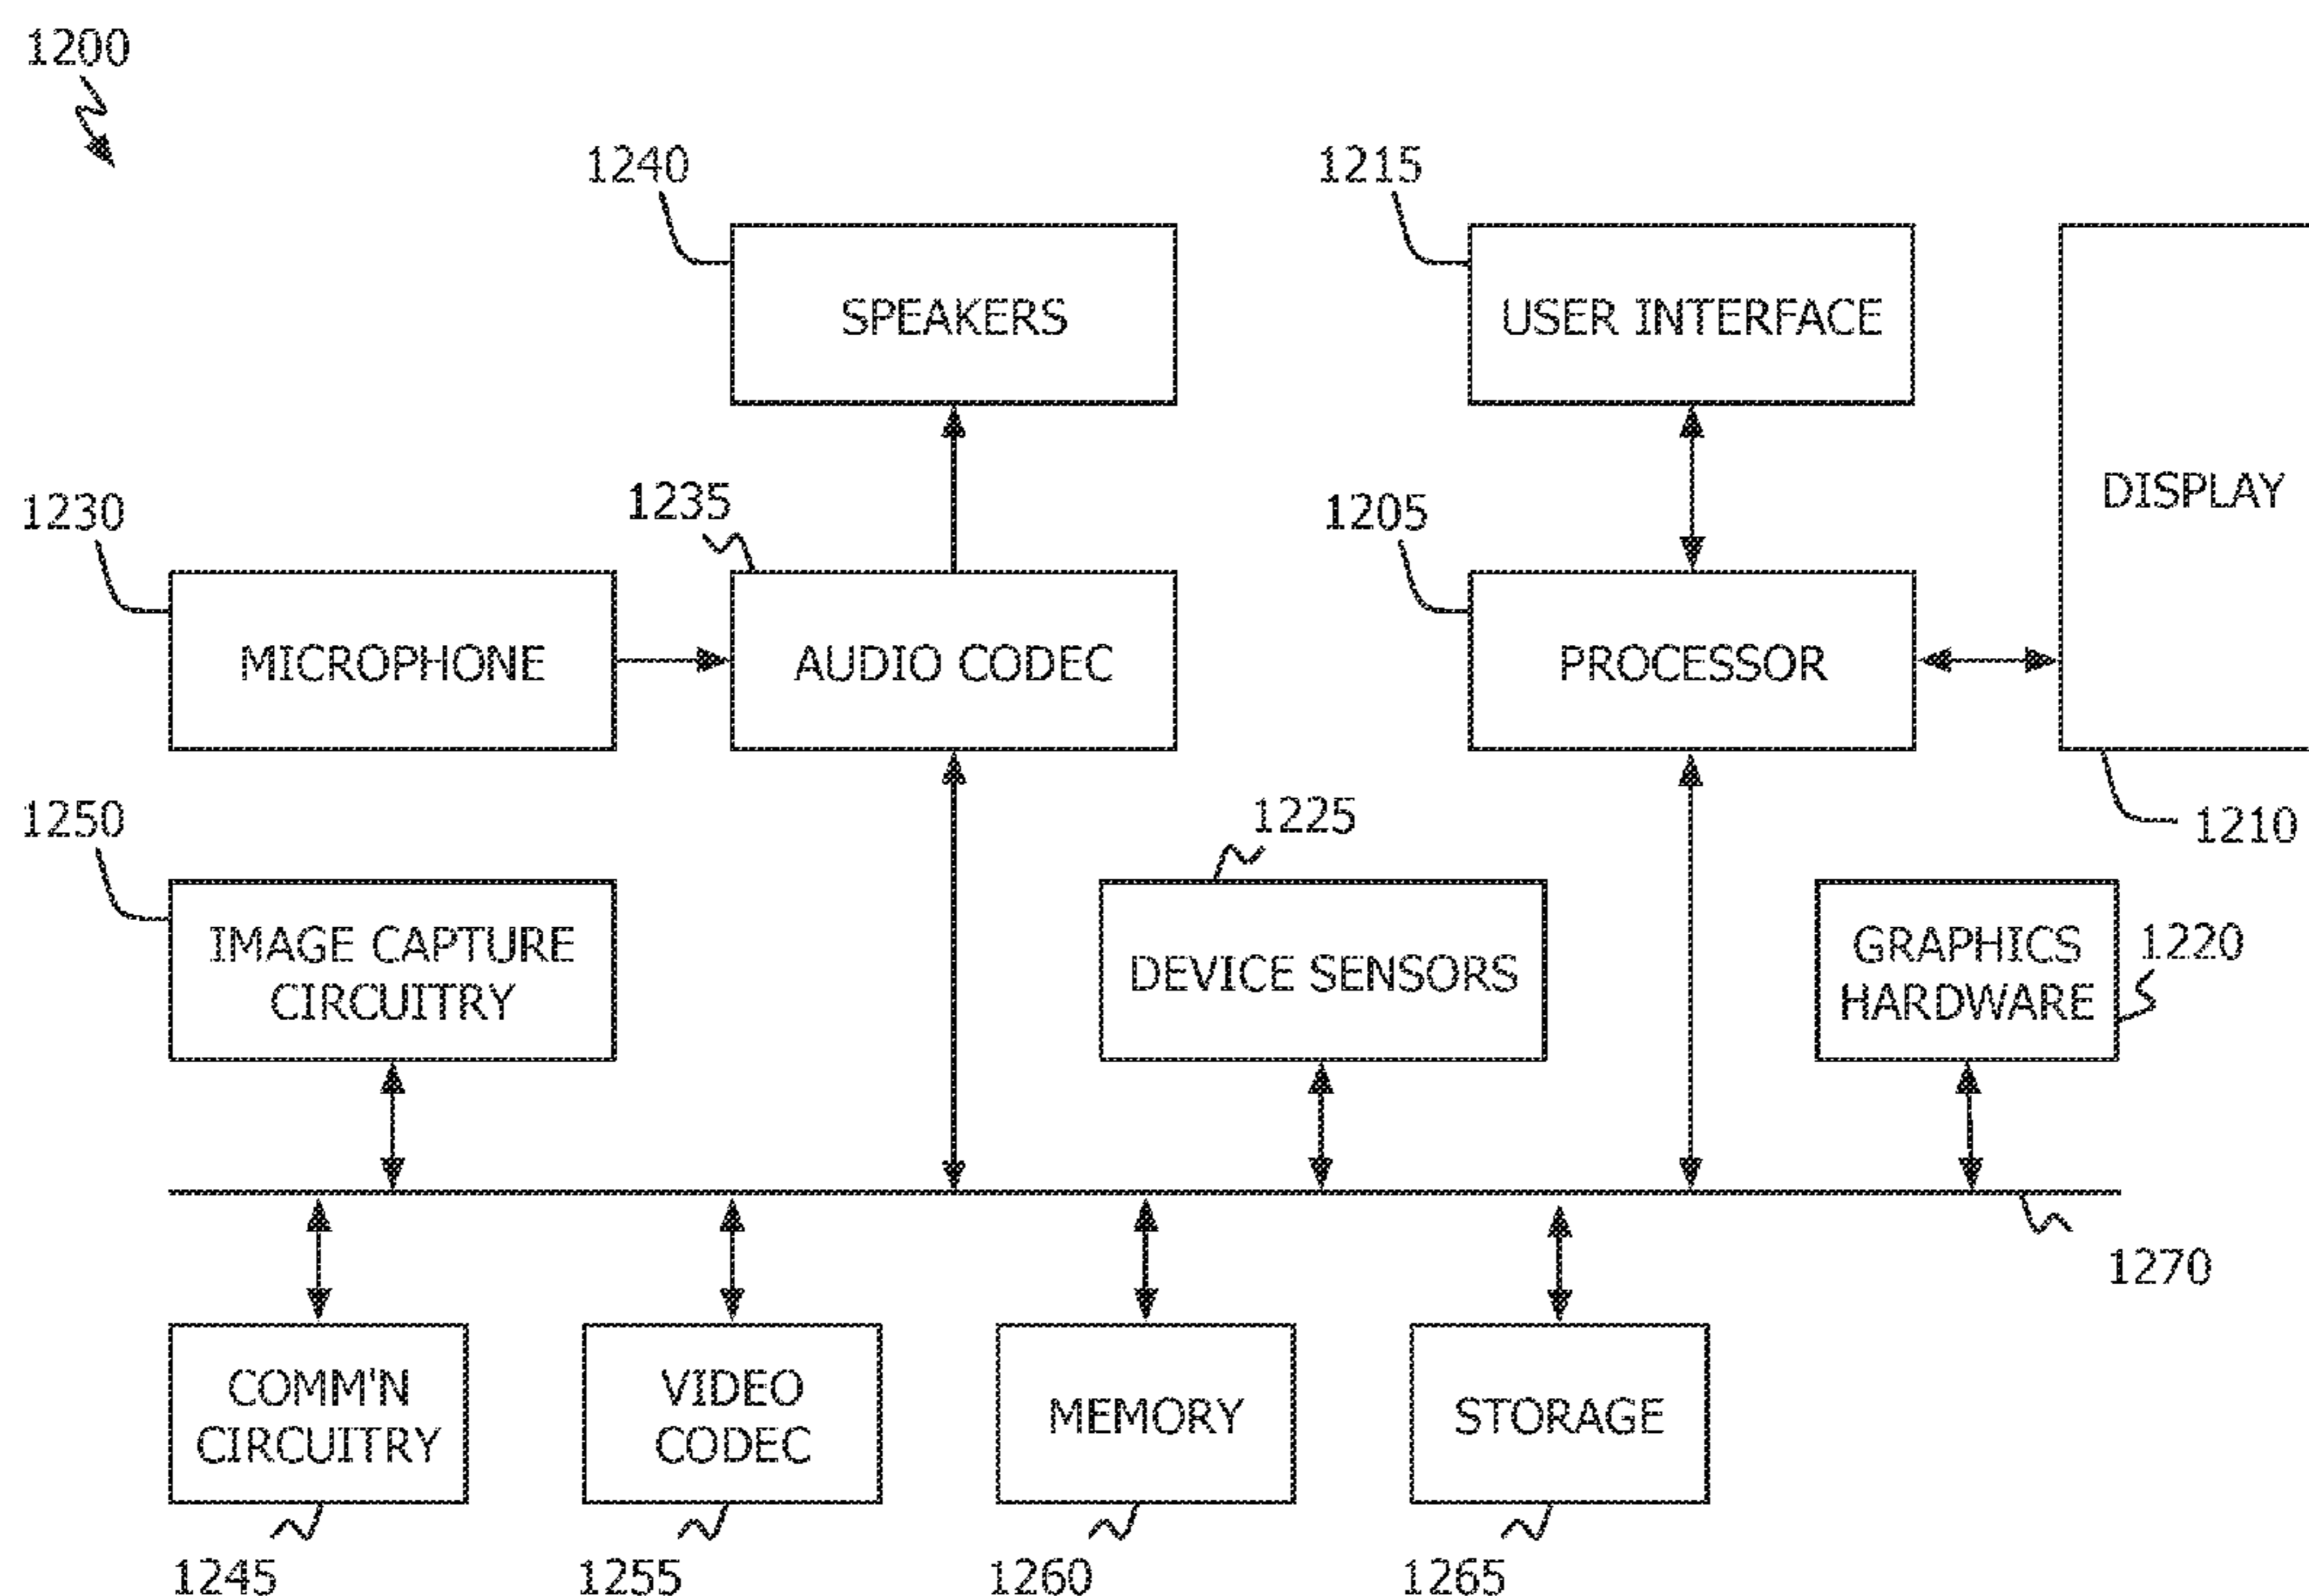 1200
1240
1215
SPEAKERS
USER INTERFACE
DISPLAY
1230
1235
1205
MICROPHONE
AUDIO CODEC
PROCESSOR
1250
1225
1210
IMAGE CAPTURE
CIRCUITRY
DEVICE SENSORS
GRAPHICS
HARDWARE
1220
1270
COMM'N
CIRCUITRY
VIDEO
CODEC
MEMORY
STORAGE
1245
1255
1260
1265